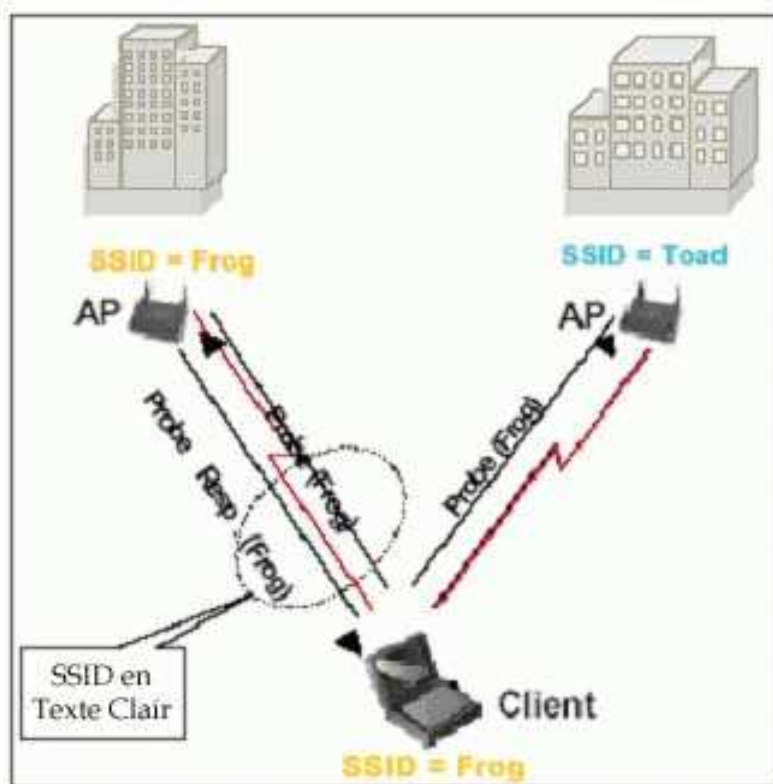 SSID = Frog
SSID = Toad
AP
AP
Probe Resp (Frog)
Probe (Frog)
Probe (Frog)
SSID en
Texte Clair
Client
SSID = Frog